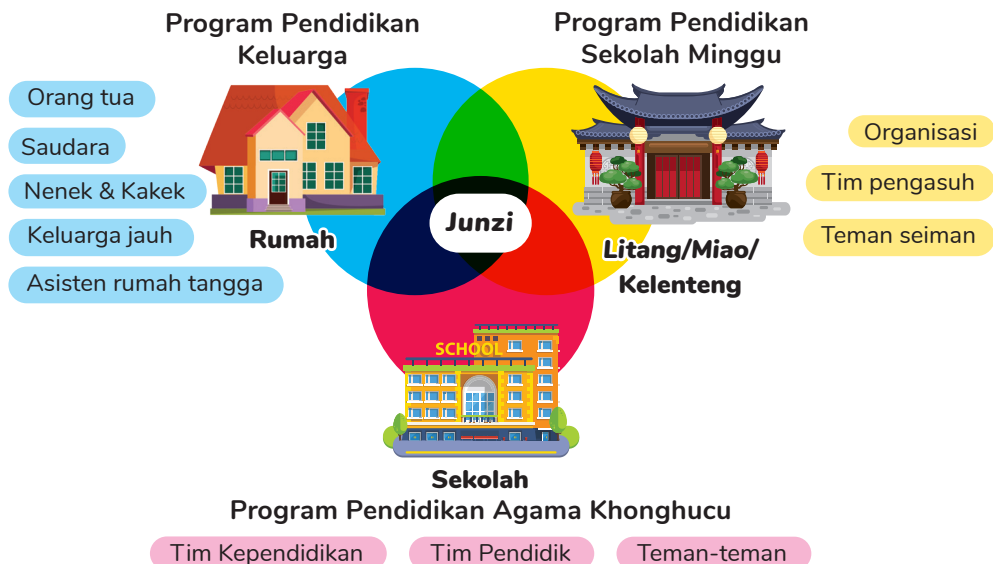 Program Pendidikan
Keluarga
Program Pendidikan
Sekolah Minggu
Orang tua
Saudara
Nenek & Kakek
Keluarga jauh
Asisten rumah tangga
Rumah
Junzi
Litang/Miao/
Kelenteng
Organisasi
Tim pengasuh
Teman seiman
SCHOOL
Sekolah
Program Pendidikan Agama Khonghucu
Tim Kependidikan
Tim Pendidik
Teman-teman